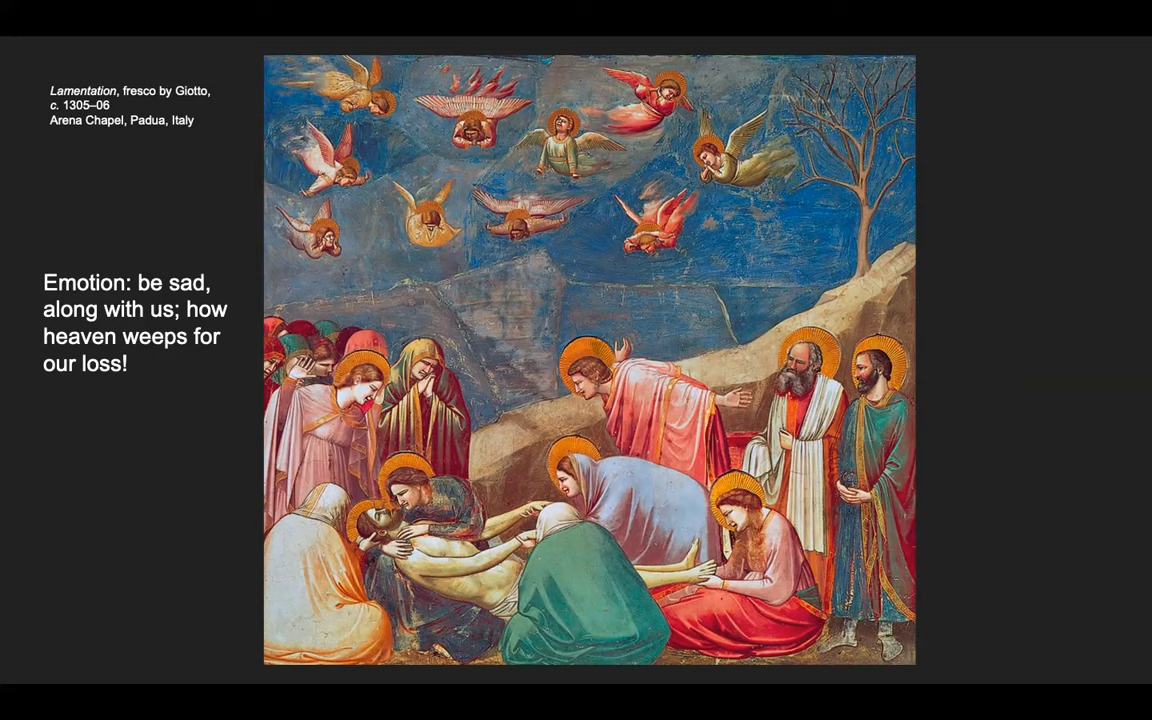 Lamentation, fresco by Giotto,
c. 1305–06
Arena Chapel, Padua, Italy
Emotion: be sad,
along with us; how
heaven weeps for
our loss!